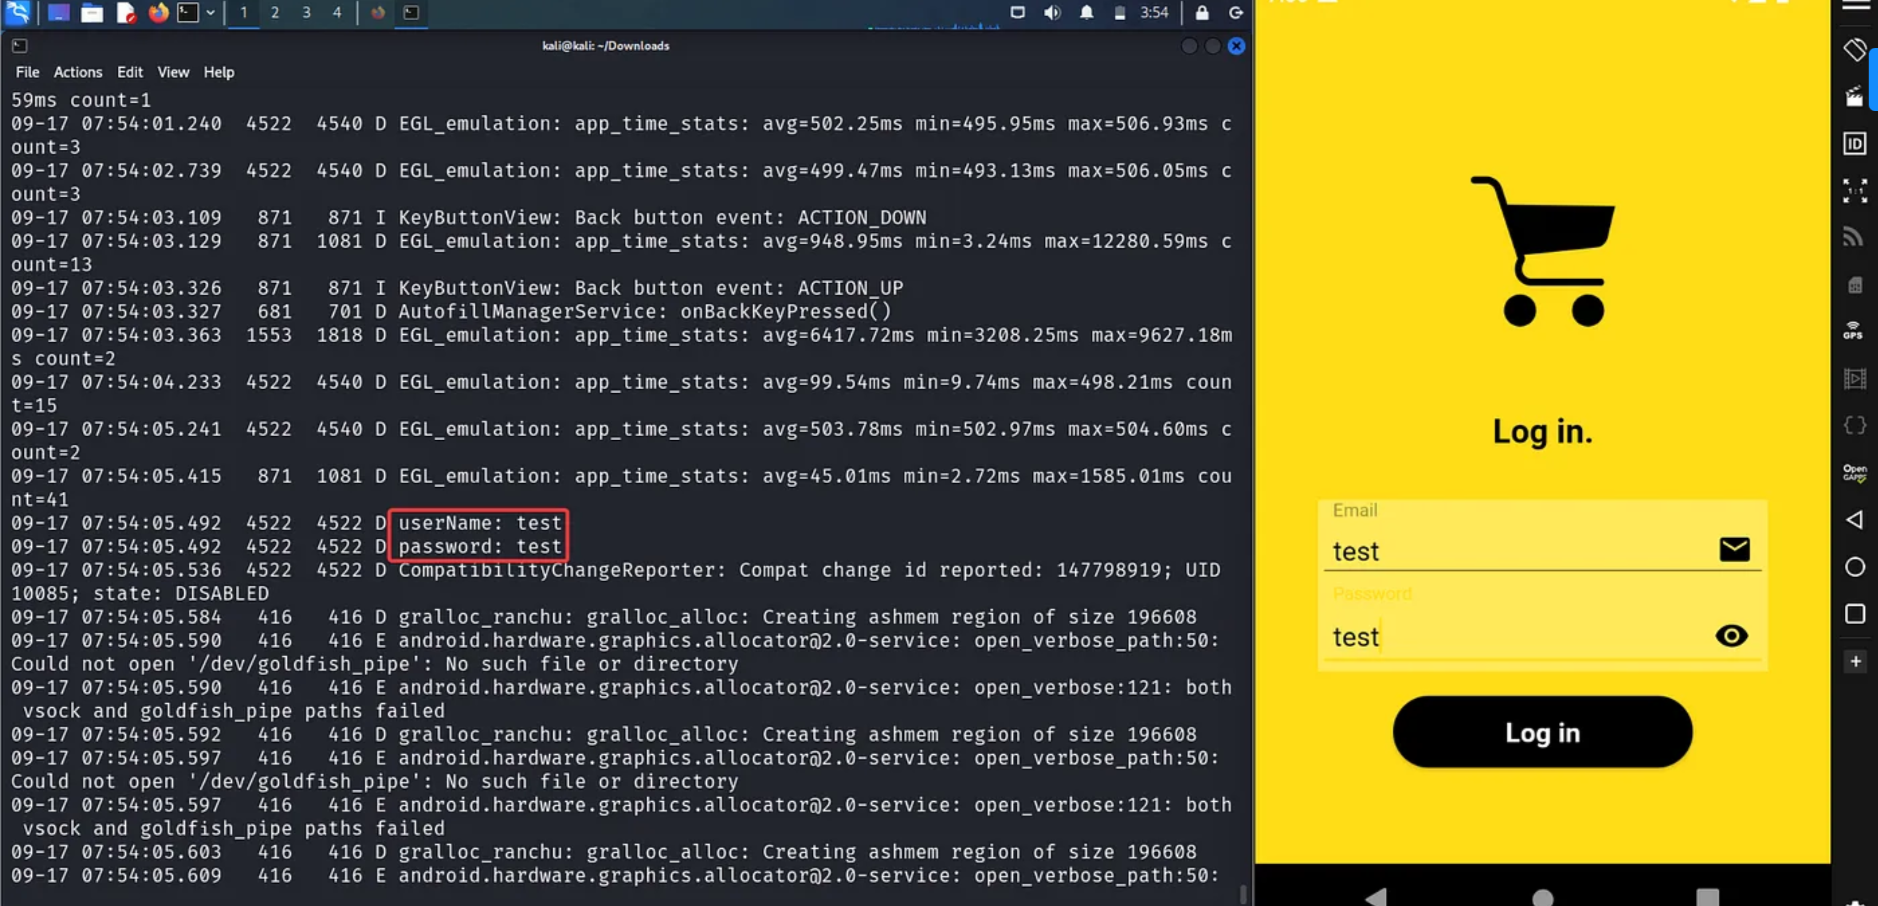 1 2 3 4
3:54
kali@kali: ~/Downloads
File Actions Edit View Help
59ms count=1
09-17 07:54:01.240 4522 4540 D EGL_emulation: app_time_stats: avg=502.25ms min=495.95ms max=506.93ms c
ount=3
09-17 07:54:02.739 4522 4540 D EGL_emulation: app_time_stats: avg=499.47ms min=493.13ms max=506.05ms c
ount=3
09-17 07:54:03.109 871 871 I KeyButtonView: Back button event: ACTION_DOWN
09-17 07:54:03.129 871 1081 D EGL_emulation: app_time_stats: avg=948.95ms min=3.24ms max=12280.59ms c
ount=13
09-17 07:54:03.326 871 871 I KeyButtonView: Back button event: ACTION_UP
09-17 07:54:03.327 681 701 D AutofillManagerService: onBackKeyPressed()
09-17 07:54:03.363 1553 1818 D EGL_emulation: app_time_stats: avg=6417.72ms min=3208.25ms max=9627.18m
s count=2
09-17 07:54:04.233 4522 4540 D EGL_emulation: app_time_stats: avg=99.54ms min=9.74ms max=498.21ms coun
t=15
09-17 07:54:05.241 4522 4540 D EGL_emulation: app_time_stats: avg=503.78ms min=502.97ms max=504.60ms c
ount=2
09-17 07:54:05.415 871 1081 D EGL_emulation: app_time_stats: avg=45.01ms min=2.72ms max=1585.01ms cou
nt=41
09-17 07:54:05.492 4522 4522 D userName: test
09-17 07:54:05.492 4522 4522 D password: test
09-17 07:54:05.536 4522 4522 D CompatibilityChangeReporter: Compat change id reported: 147798919; UID
10085; state: DISABLED
09-17 07:54:05.584 416 416 D gralloc_ranchu: gralloc_alloc: Creating ashmem region of size 196608
09-17 07:54:05.590 416 416 E android.hardware.graphics.allocator@2.0-service: open_verbose_path:50:
Could not open '/dev/goldfish_pipe': No such file or directory
09-17 07:54:05.590 416 416 E android.hardware.graphics.allocator@2.0-service: open_verbose:121: both
vsock and goldfish_pipe paths failed
09-17 07:54:05.592 416 416 D gralloc_ranchu: gralloc_alloc: Creating ashmem region of size 196608
09-17 07:54:05.597 416 416 E android.hardware.graphics.allocator@2.0-service: open_verbose_path:50:
Could not open '/dev/goldfish_pipe': No such file or directory
09-17 07:54:05.597 416 416 E android.hardware.graphics.allocator@2.0-service: open_verbose:121: both
vsock and goldfish_pipe paths failed
09-17 07:54:05.603 416 416 D gralloc_ranchu: gralloc_alloc: Creating ashmem region of size 196608
09-17 07:54:05.609 416 416 E android.hardware.graphics.allocator@2.0-service: open_verbose_path:50:
Log in.
Email
test
Password
test
Log in
ID
1:1
GPS
Open
GAPPS